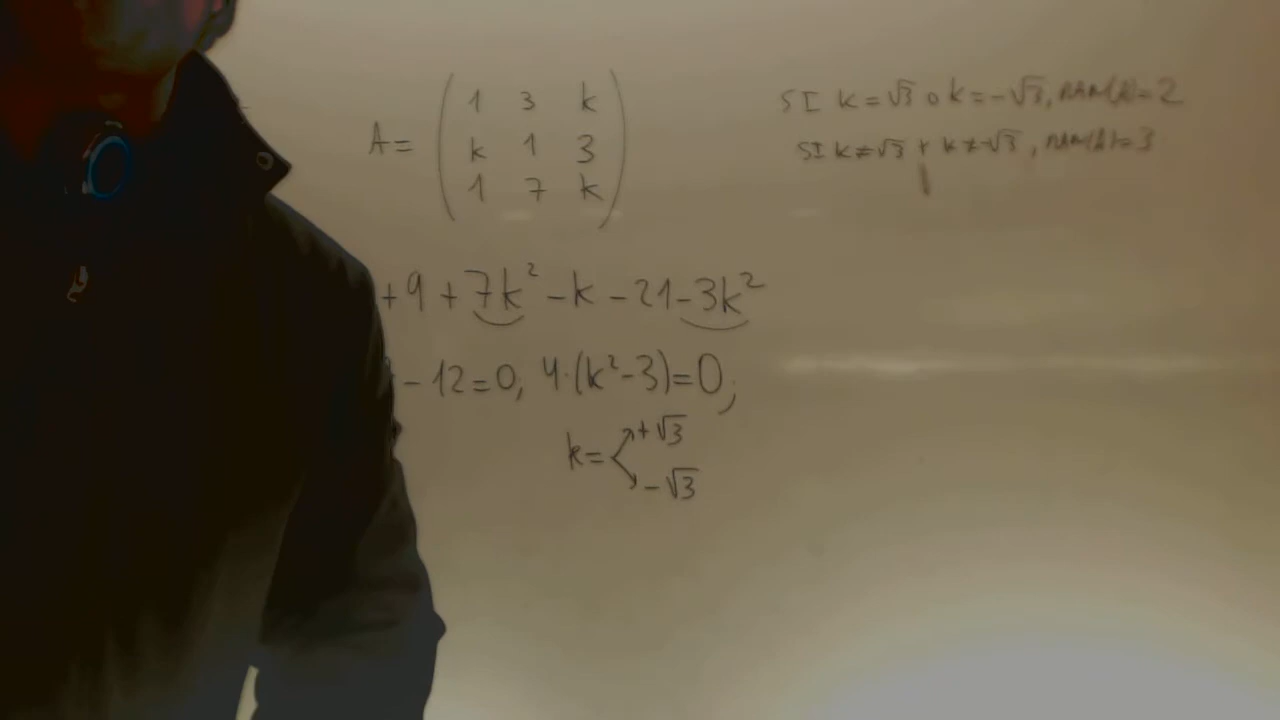 A = ( 1 3 k
k 1 3
1 7 k )
+ 9 + 7k² - k - 21 - 3k²
- 12 = 0, 4·(k² - 3) = 0;
k = < + √3
- √3
SI k = √3 o k = - √3, RAN(A) = 2
SI k ≠ √3 Y k ≠ -√3, RAN(A) = 3